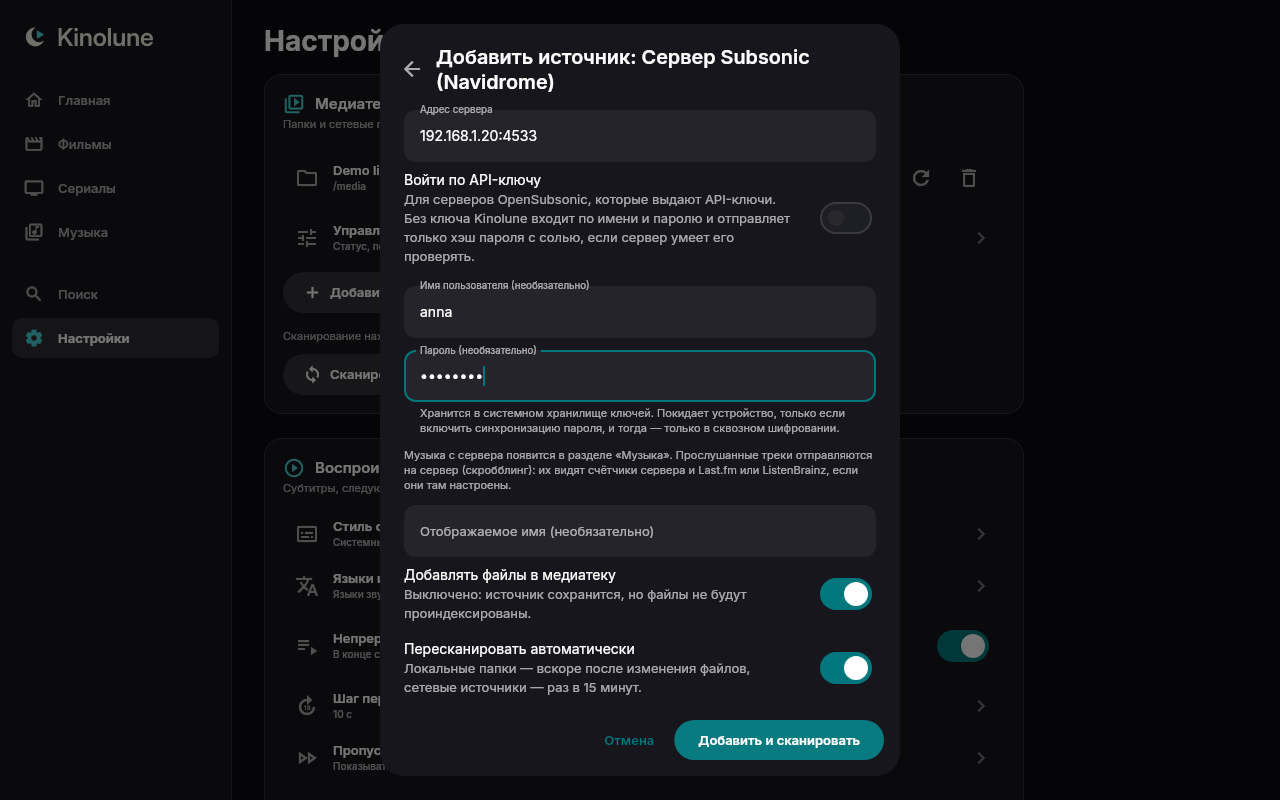 Kinolune
Главная
Фильмы
Сериалы
Музыка
Поиск
Настройки
Настрой
Медиате
Папки и сетевые п
Demo li
/media
Управл
Статус, по
Добави
Сканирование нах
Сканиро
Воспрои
Субтитры, следую
Стиль с
Системны
Языки и
Языки зву
Непрер
В конце с
Шаг пер
10 с
Пропус
Показыват
Добавить источник: Сервер Subsonic
(Navidrome)
Адрес сервера
192.168.1.20:4533
Войти по API-ключу
Для серверов OpenSubsonic, которые выдают API-ключи.
Без ключа Kinolune входит по имени и паролю и отправляет
только хэш пароля с солью, если сервер умеет его
проверять.
Имя пользователя (необязательно)
anna
Пароль (необязательно)
••••••••
Хранится в системном хранилище ключей. Покидает устройство, только если
включить синхронизацию пароля, и тогда — только в сквозном шифровании.
Музыка с сервера появится в разделе «Музыка». Прослушанные треки отправляются
на сервер (скробблинг): их видят счётчики сервера и Last.fm или ListenBrainz, если
они там настроены.
Отображаемое имя (необязательно)
Добавлять файлы в медиатеку
Выключено: источник сохранится, но файлы не будут
проиндексированы.
Пересканировать автоматически
Локальные папки — вскоре после изменения файлов,
сетевые источники — раз в 15 минут.
Отмена
Добавить и сканировать